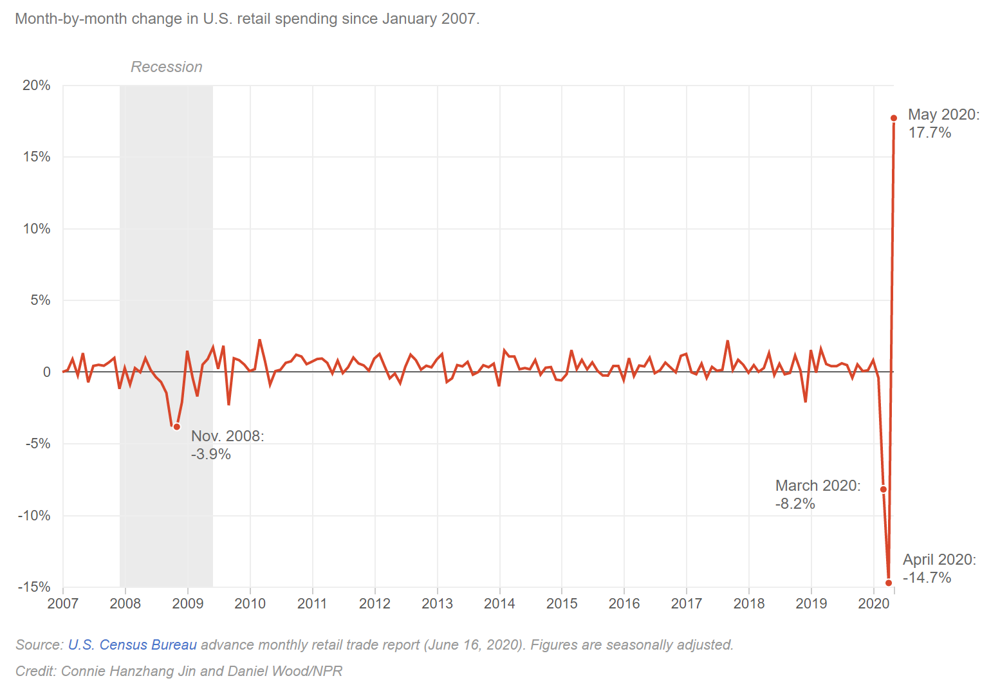 Month-by-month change in U.S. retail spending since January 2007.
Recession
20%
15%
10%
5%
0
-5%
-10%
-15%
May 2020:
17.7%
Nov. 2008:
-3.9%
March 2020:
-8.2%
April 2020:
-14.7%
2007 2008 2009 2010 2011 2012 2013 2014 2015 2016 2017 2018 2019 2020
Source: U.S. Census Bureau advance monthly retail trade report (June 16, 2020). Figures are seasonally adjusted.
Credit: Connie Hanzhang Jin and Daniel Wood/NPR